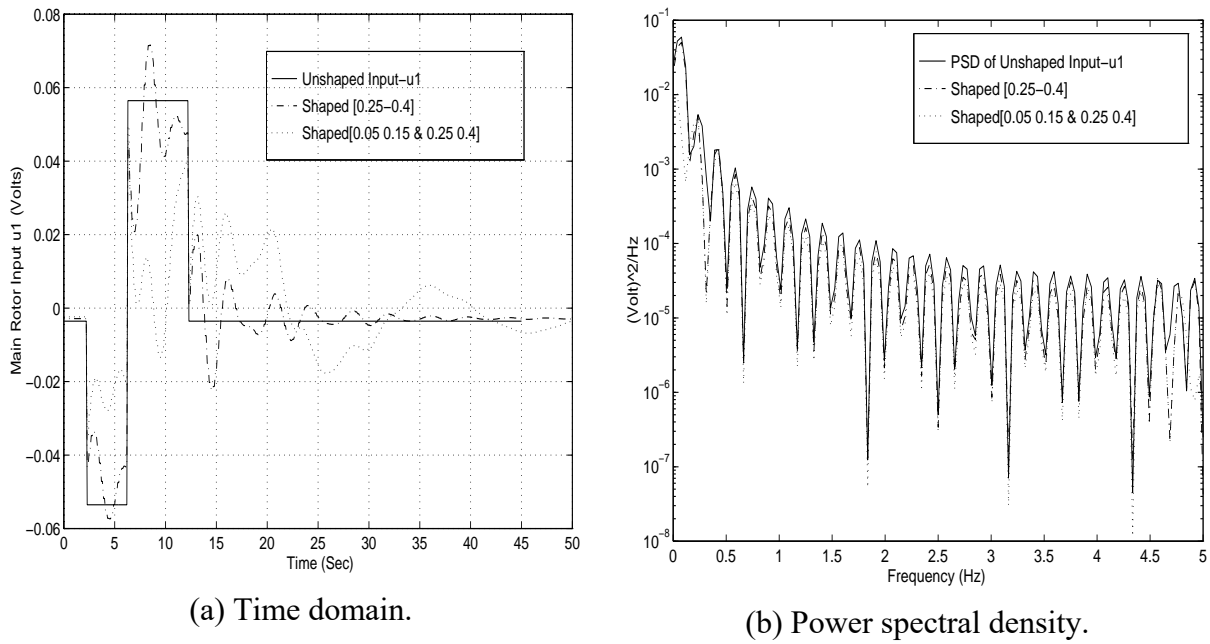 0.08
0.06
0.04
0.02
0
−0.02
−0.04
−0.06
Main Rotor Input u1 (Volts)
Unshaped Input−u1
Shaped [0.25−0.4]
Shaped[0.05 0.15 & 0.25 0.4]
0 5 10 15 20 25 30 35 40 45 50
Time (Sec)
(a) Time domain.
10^−1
10^−2
10^−3
10^−4
10^−5
10^−6
10^−7
10^−8
(Volt)^2/Hz
PSD of Unshaped Input−u1
Shaped [0.25−0.4]
Shaped[0.05 0.15 & 0.25 0.4]
0 0.5 1 1.5 2 2.5 3 3.5 4 4.5 5
Frequency (Hz)
(b) Power spectral density.